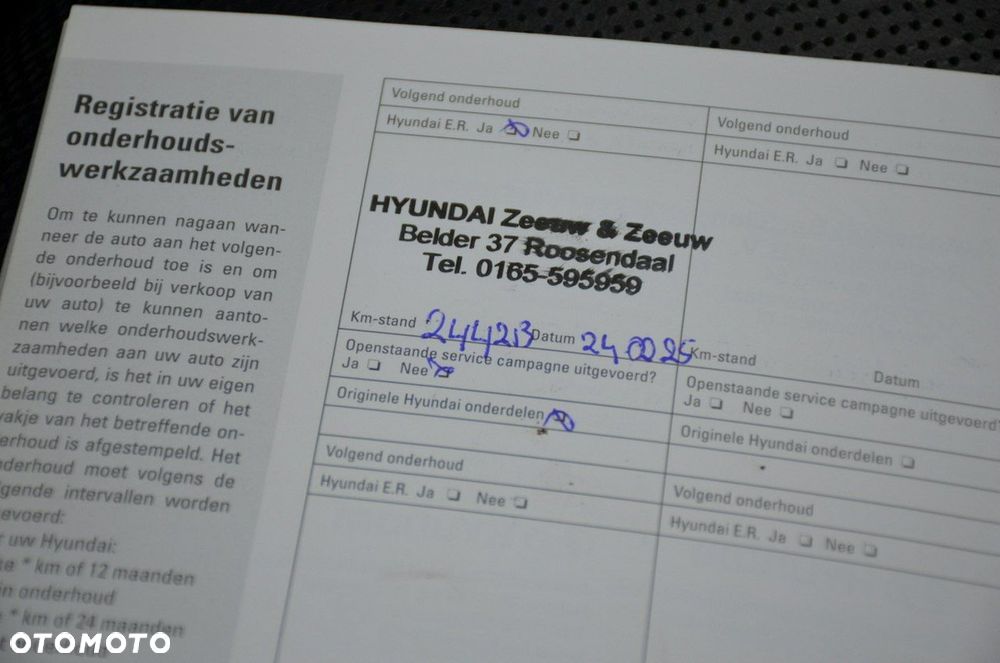 Registratie van
onderhouds-
werkzaamheden
Om te kunnen nagaan wan-
neer de auto aan het volgen-
de onderhoud toe is en om
(bijvoorbeeld bij verkoop van
uw auto) te kunnen aanto-
nen welke onderhoudswerk-
zaamheden aan uw auto zijn
uitgevoerd, is het in uw eigen
belang te controleren of het
vakje van het betreffende on-
erhoud is afgestempeld. Het
nderhoud moet volgens de
lgende intervallen worden
evoerd:
r uw Hyundai:
* km of 12 maanden
in onderhoud
* km of 24 maanden
Volgend onderhoud
Hyundai E.R. Ja Nee
HYUNDAI Zeeuw & Zeeuw
Belder 37 Roosendaal
Tel. 0165-595959
Km-stand Datum 24 02 25
Openstaande service campagne uitgevoerd?
Ja Nee
Originele Hyundai onderdelen
Volgend onderhoud
Hyundai E.R. Ja Nee
Volgend onderhoud
Hyundai E.R. Ja Nee
Km-stand Datum
Openstaande service campagne uitgevoerd?
Ja Nee
Originele Hyundai onderdelen
Volgend onderhoud
Hyundai E.R. Ja Nee
OTOMOTO